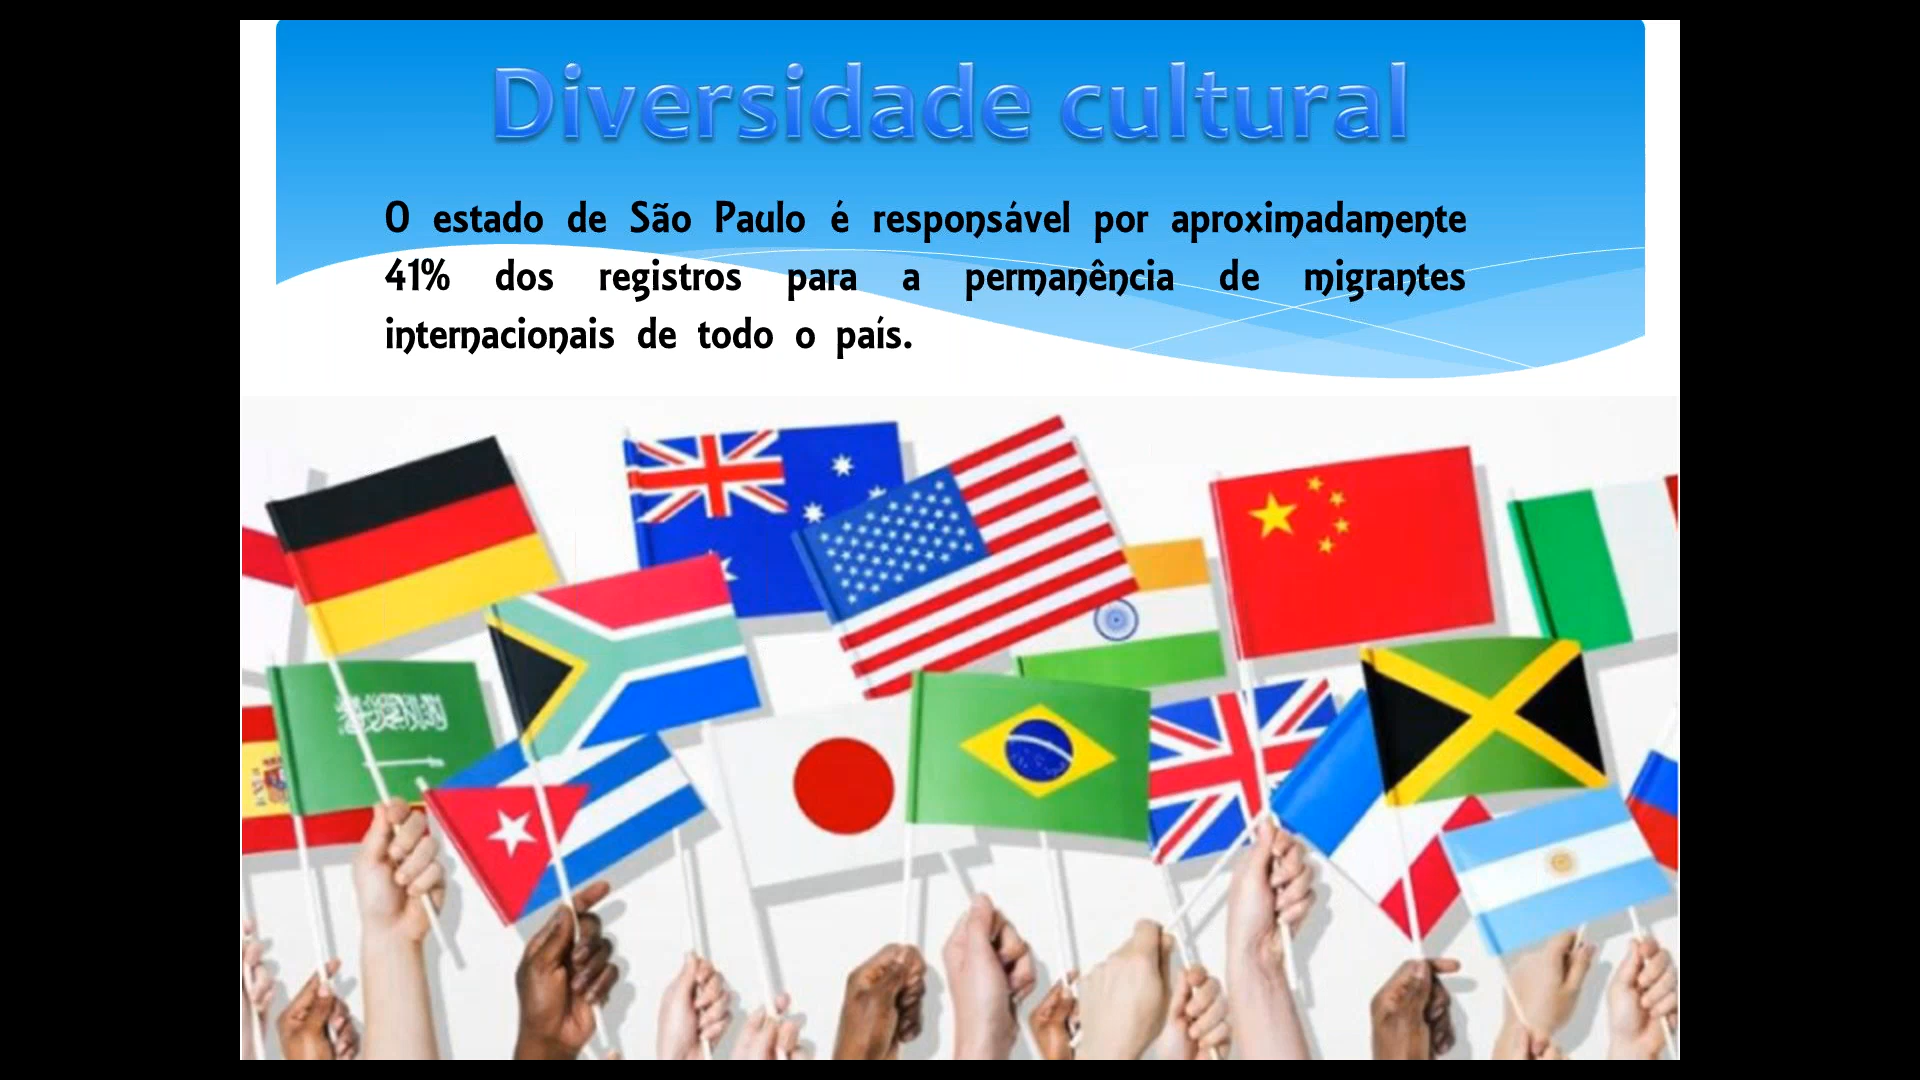 Diversidade cultural
O estado de São Paulo é responsável por aproximadamente
41% dos registros para a permanência de migrantes
internacionais de todo o país.